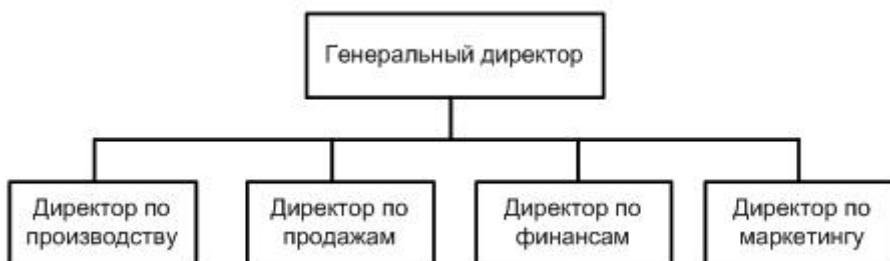 Генеральный директор
Директор по
производству
Директор по
продажам
Директор по
финансам
Директор по
маркетингу